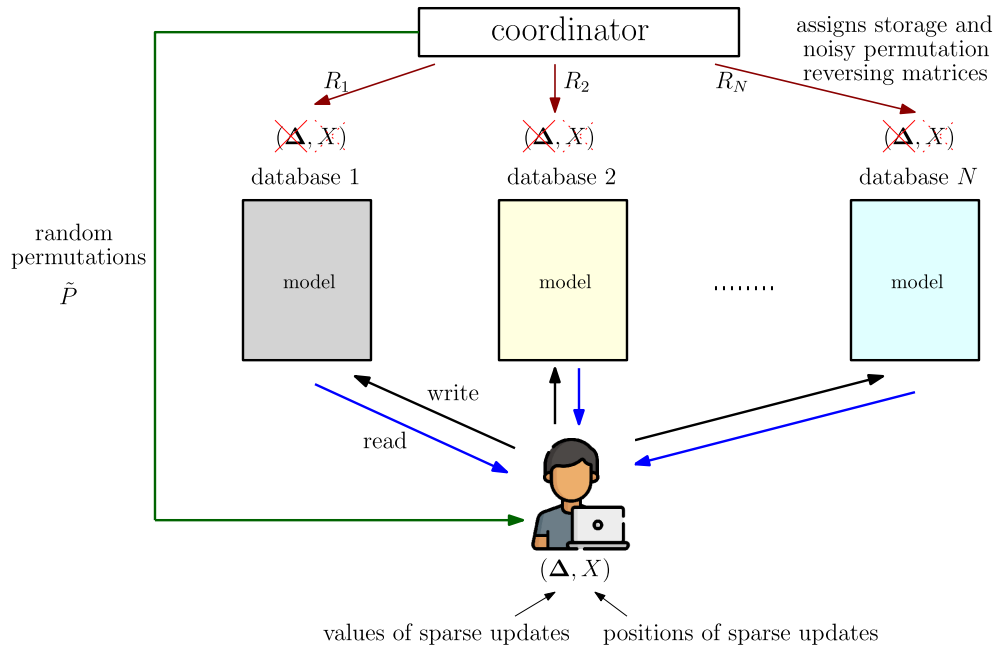 coordinator
assigns storage and
noisy permutation
reversing matrices
R₁
R₂
R_N
(Δ, X)
(Δ, X)
(Δ, X)
database 1
database 2
database N
random
permutations
P̃
model
model
model
........
write
read
(Δ, X)
values of sparse updates
positions of sparse updates